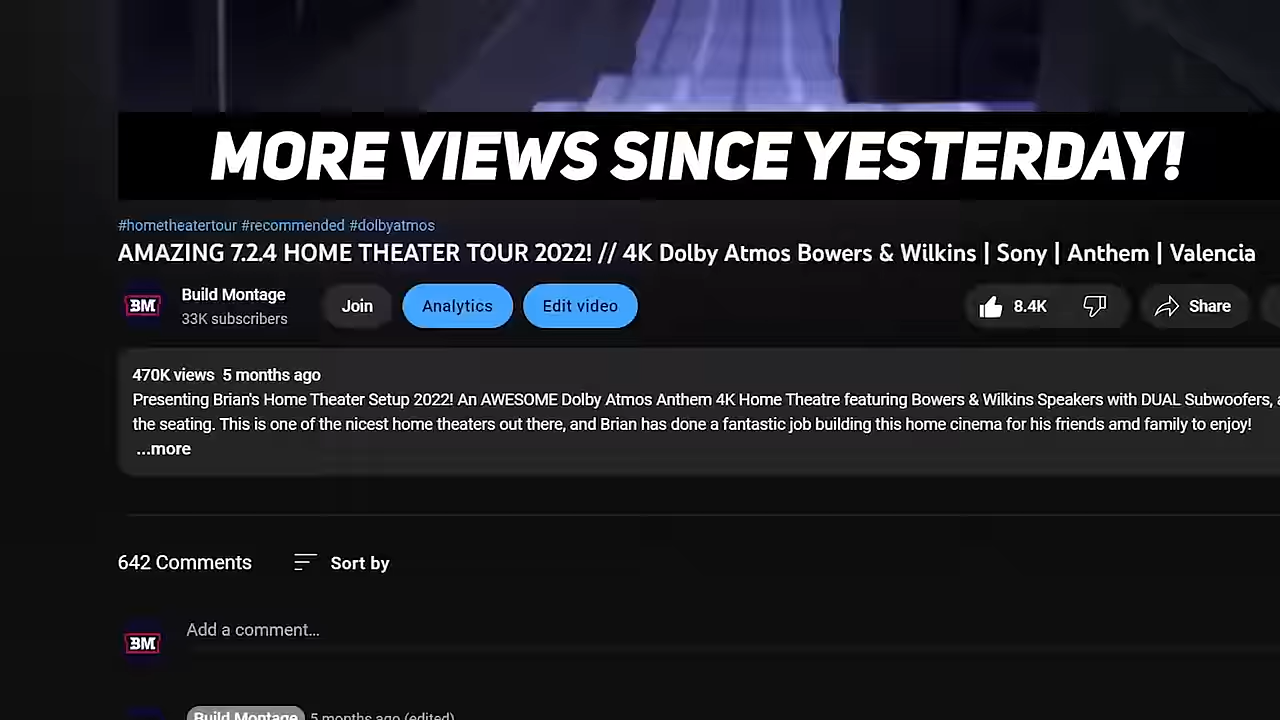 MORE VIEWS SINCE YESTERDAY!
#hometheatertour #recommended #dolbyatmos
AMAZING 7.2.4 HOME THEATER TOUR 2022! // 4K Dolby Atmos Bowers & Wilkins | Sony | Anthem | Valencia
BM
Build Montage
33K subscribers
Join
Analytics
Edit video
8.4K
Share
470K views 5 months ago
Presenting Brian's Home Theater Setup 2022! An AWESOME Dolby Atmos Anthem 4K Home Theatre featuring Bowers & Wilkins Speakers with DUAL Subwoofers,
the seating. This is one of the nicest home theaters out there, and Brian has done a fantastic job building this home cinema for his friends amd family to enjoy!
...more
642 Comments
Sort by
BM
Add a comment...
Build Montage 5 months ago (edited)